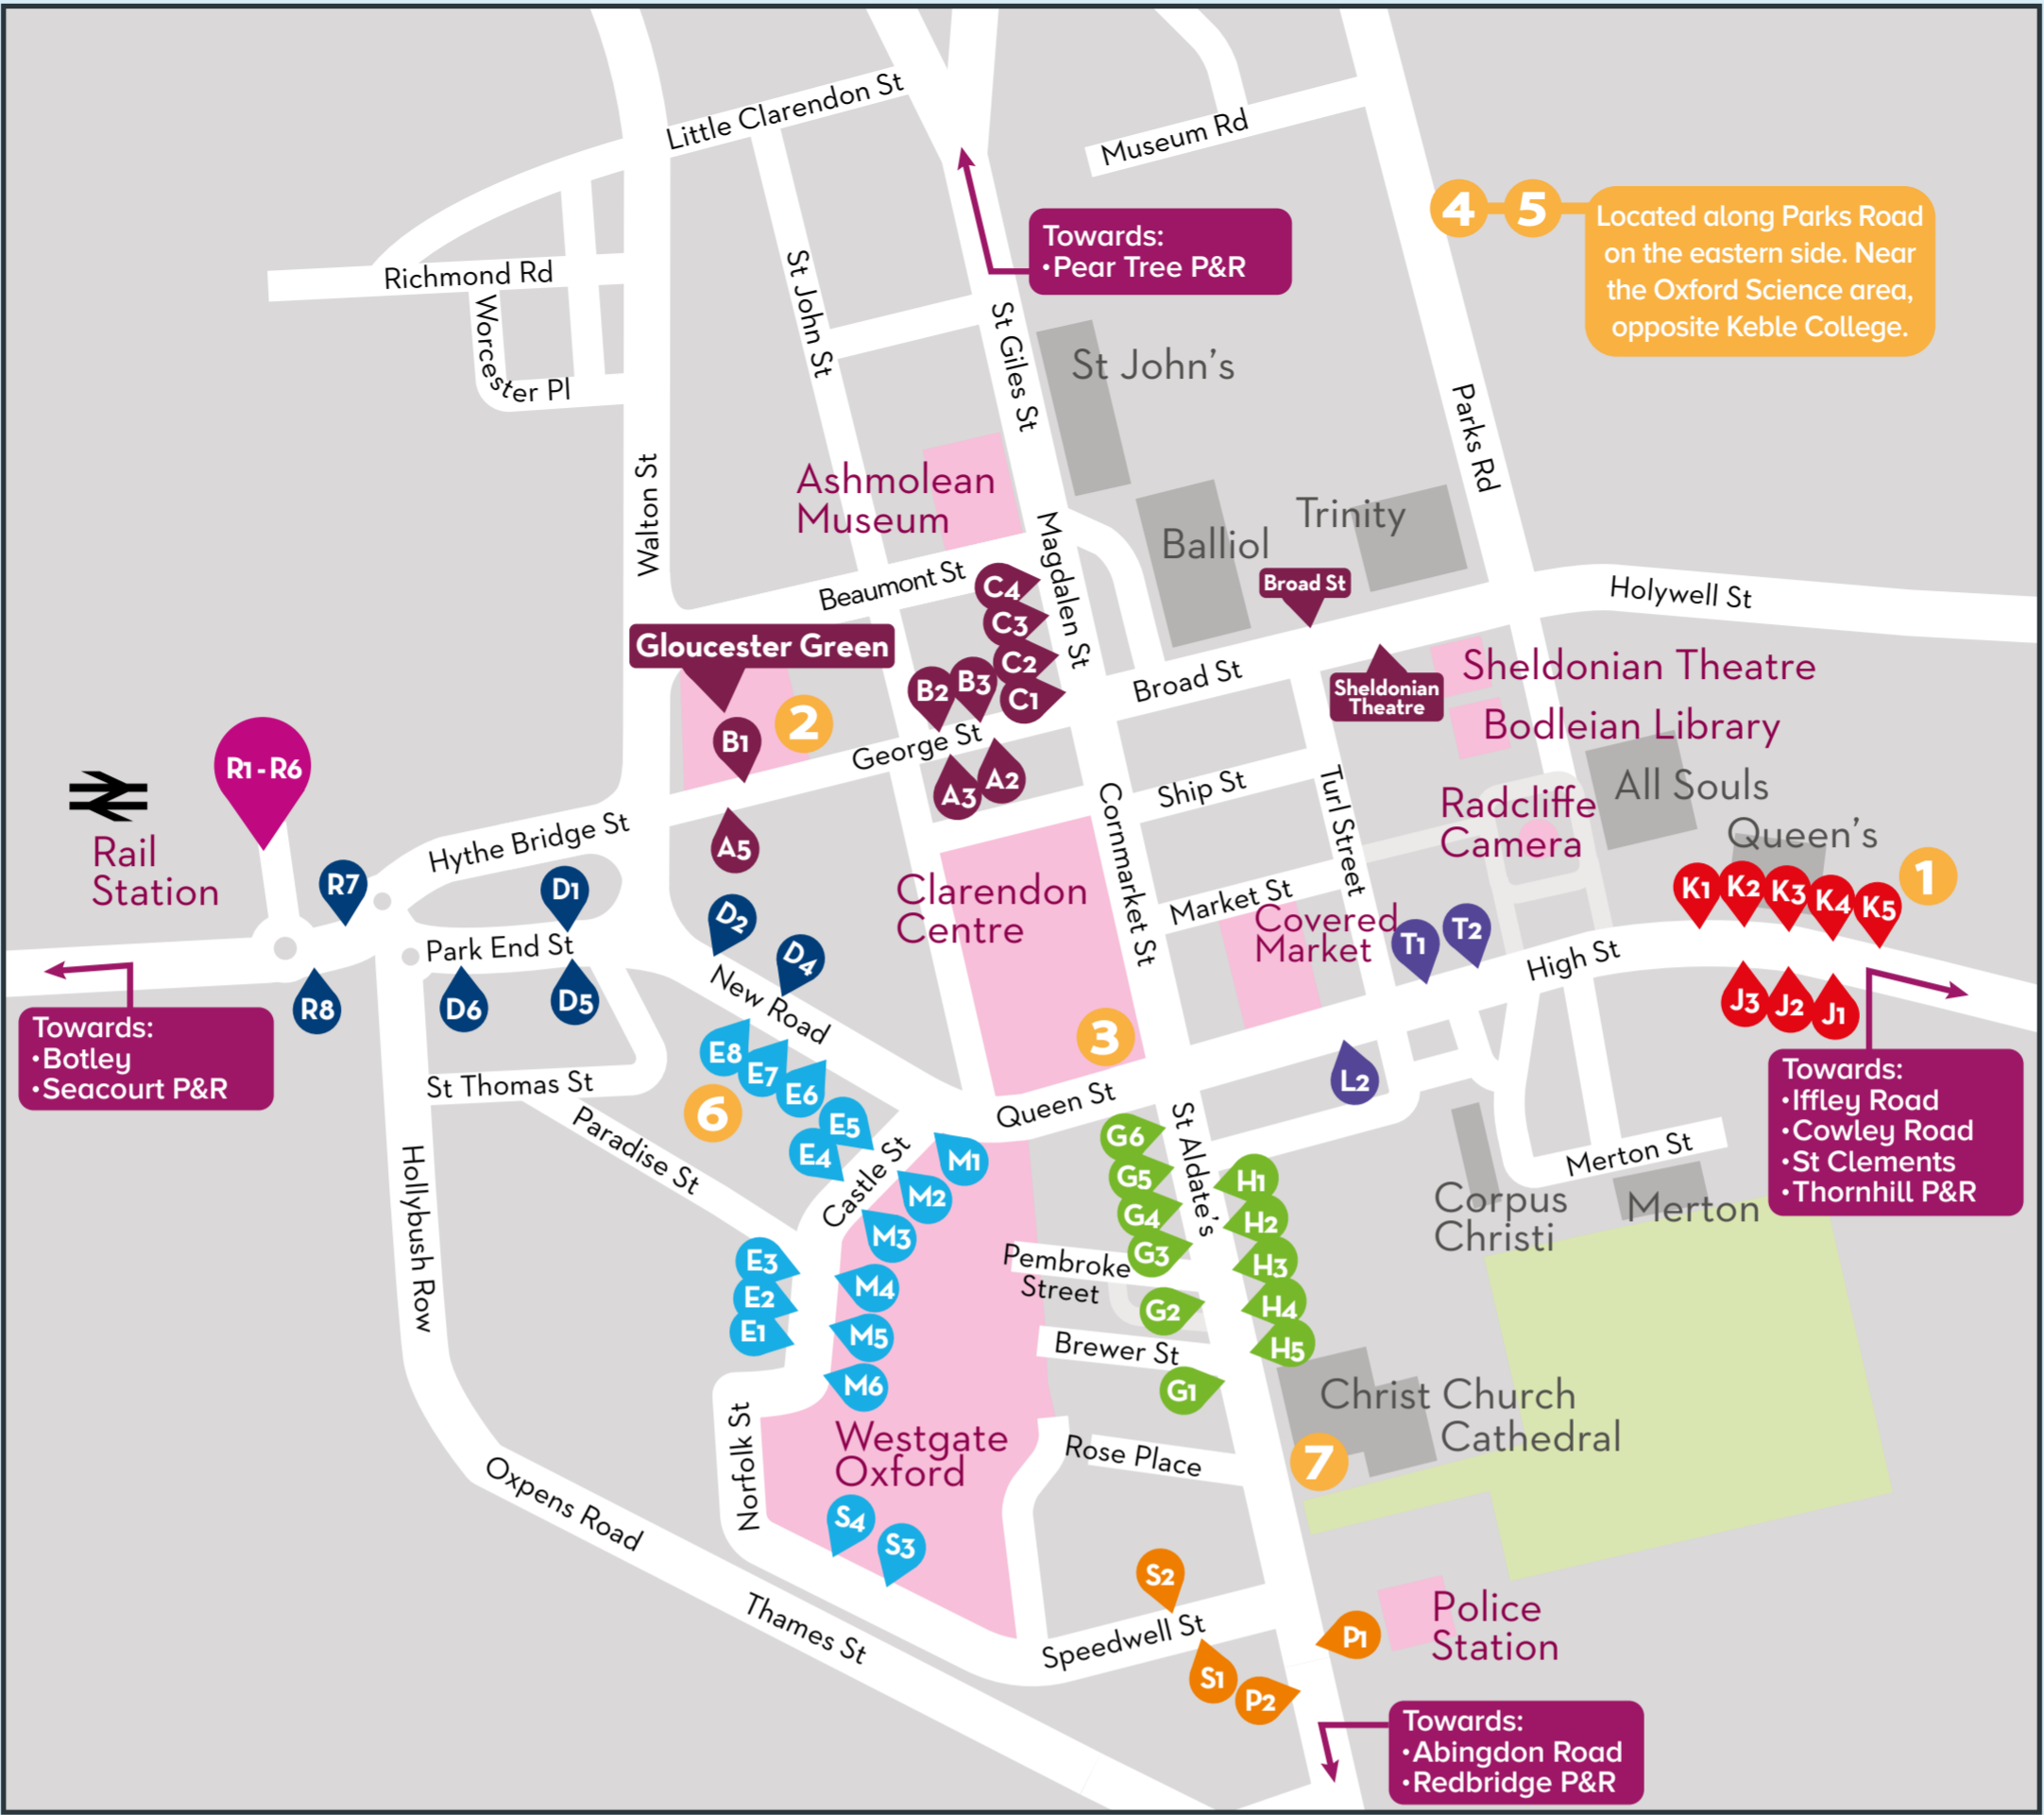 Little Clarendon St
Museum Rd
4
5
Located along Parks Road
on the eastern side. Near
the Oxford Science area,
opposite Keble College.
Towards:
•Pear Tree P&R
Richmond Rd
Worcester Pl
St John St
St Giles St
St John's
Parks Rd
Walton St
Ashmolean
Museum
Magdalen St
Balliol
Trinity
Beaumont St
Broad St
Holywell St
C4
C3
C2
C1
Gloucester Green
B1
2
B2
B3
George St
A3
A2
A5
Broad St
Sheldonian
Theatre
Sheldonian Theatre
Bodleian Library
R1-R6
Rail
Station
Hythe Bridge St
Cornmarket St
Ship St
Turl Street
Radcliffe
Camera
All Souls
Queen's
1
K1
K2
K3
K4
K5
R7
D1
D2
D4
Clarendon
Centre
Market St
Covered
Market
T1
T2
High St
Park End St
R8
D6
D5
New Road
3
J3
J2
J1
Towards:
•Botley
•Seacourt P&R
St Thomas St
E8
E7
E6
E5
E4
6
Queen St
L2
Towards:
•Iffley Road
•Cowley Road
•St Clements
•Thornhill P&R
Paradise St
Castle St
M1
M2
M3
M4
M5
M6
G6
G5
G4
G3
G2
G1
St Aldate's
H1
H2
H3
H4
H5
Merton St
Corpus
Christi
Merton
Hollybush Row
E3
E2
E1
Pembroke
Street
Brewer St
Christ Church
Cathedral
7
Norfolk St
Westgate
Oxford
Rose Place
Oxpens Road
S4
S3
S2
Thames St
Speedwell St
S1
P2
P1
Police
Station
Towards:
•Abingdon Road
•Redbridge P&R